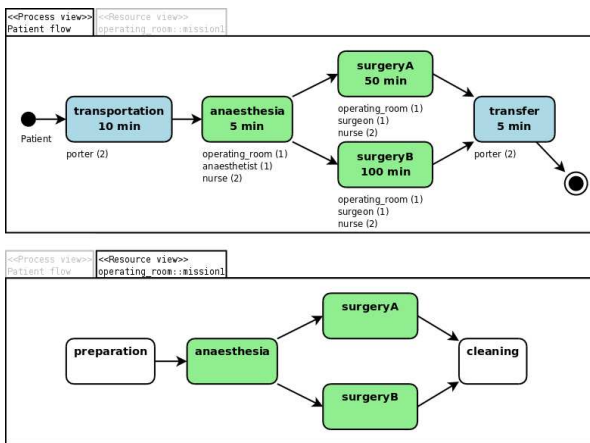 <<Process view>> <<Resource view>>
Patient flow operating_room::mission1
Patient
transportation
10 min
porter (2)
anaesthesia
5 min
operating_room (1)
anaesthetist (1)
nurse (2)
surgeryA
50 min
operating_room (1)
surgeon (1)
nurse (2)
surgeryB
100 min
operating_room (1)
surgeon (1)
nurse (2)
transfer
5 min
porter (2)
<<Process view>> <<Resource view>>
Patient flow operating_room::mission1
preparation
anaesthesia
surgeryA
surgeryB
cleaning